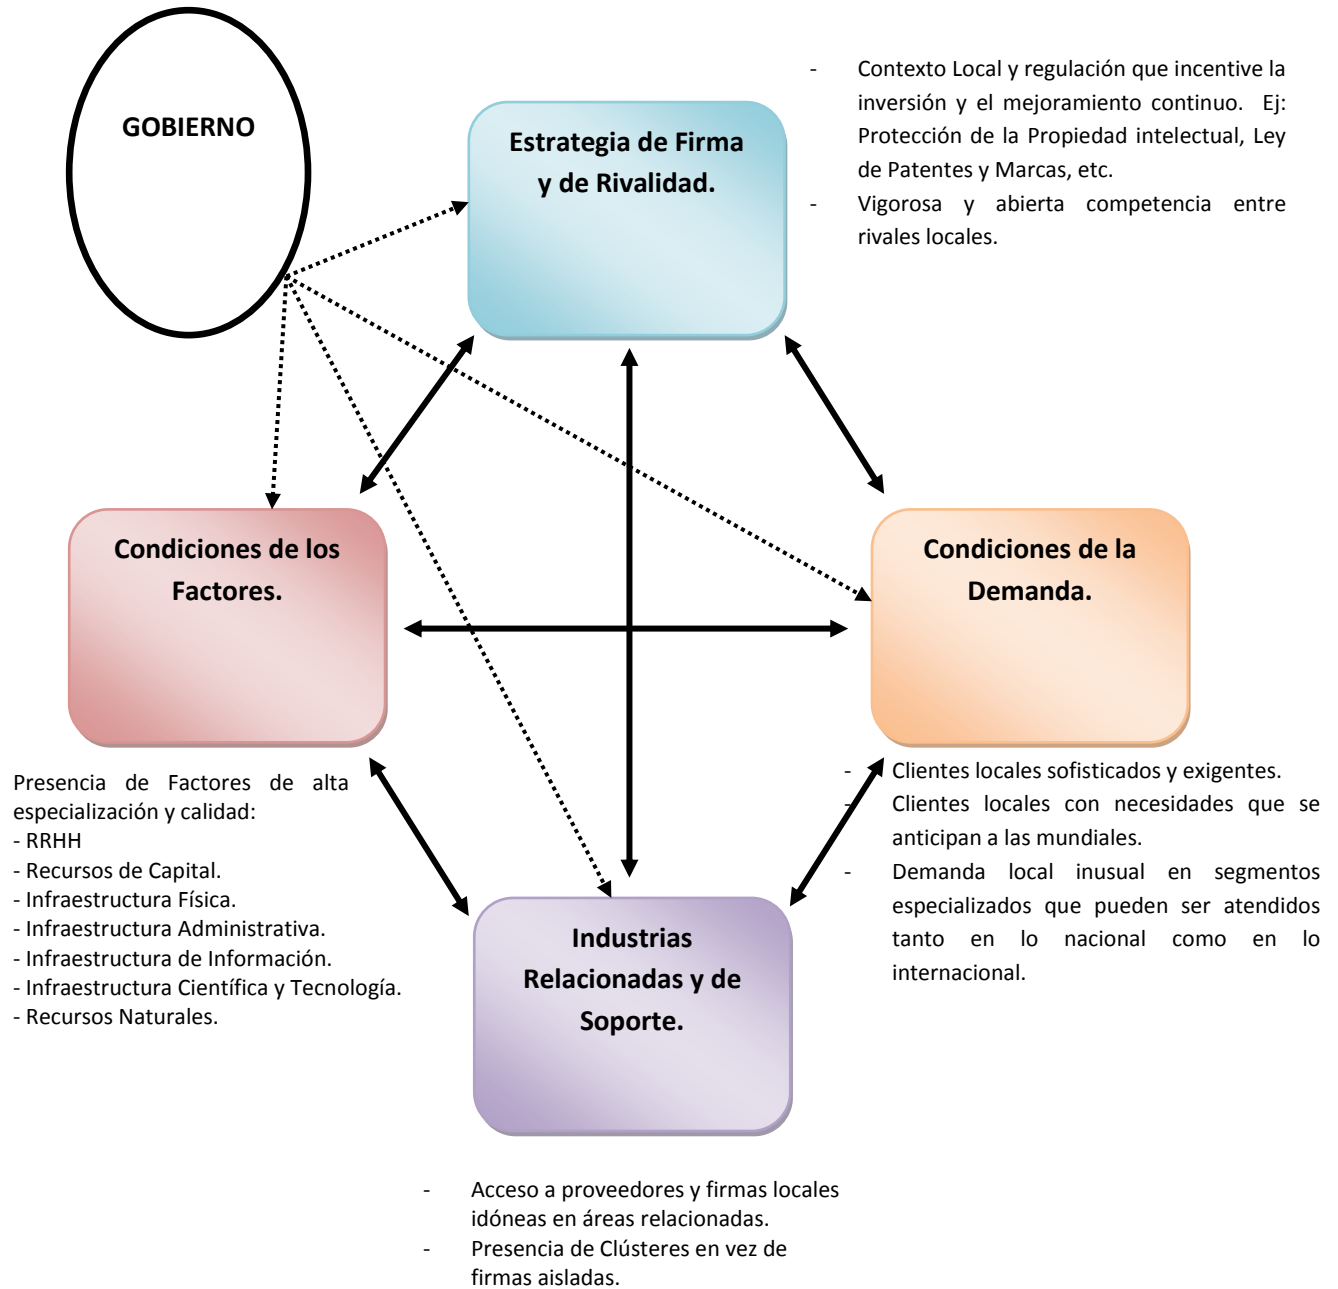 GOBIERNO
Estrategia de Firma
y de Rivalidad.
- Contexto Local y regulación que incentive la
inversión y el mejoramiento continuo. Ej:
Protección de la Propiedad intelectual, Ley
de Patentes y Marcas, etc.
- Vigorosa y abierta competencia entre
rivales locales.
Condiciones de los
Factores.
Condiciones de la
Demanda.
Presencia de Factores de alta
especialización y calidad:
- RRHH
- Recursos de Capital.
- Infraestructura Física.
- Infraestructura Administrativa.
- Infraestructura de Información.
- Infraestructura Científica y Tecnología.
- Recursos Naturales.
- Clientes locales sofisticados y exigentes.
- Clientes locales con necesidades que se
anticipan a las mundiales.
- Demanda local inusual en segmentos
especializados que pueden ser atendidos
tanto en lo nacional como en lo
internacional.
Industrias
Relacionadas y de
Soporte.
- Acceso a proveedores y firmas locales
idóneas en áreas relacionadas.
- Presencia de Clústeres en vez de
firmas aisladas.